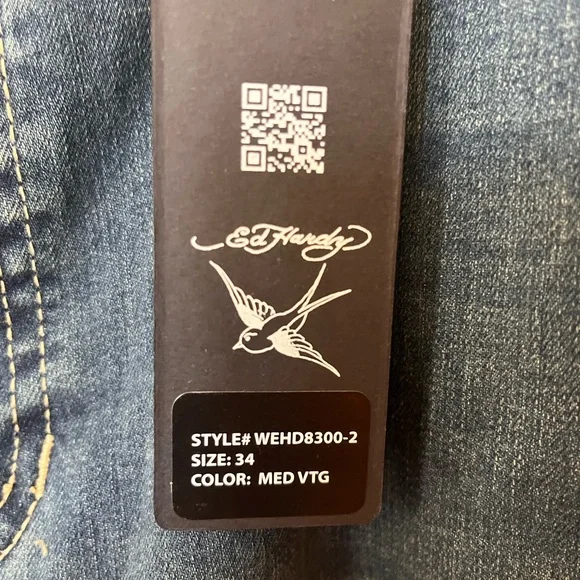 Ed Hardy
STYLE# WEHD8300-2
SIZE: 34
COLOR: MED VTG